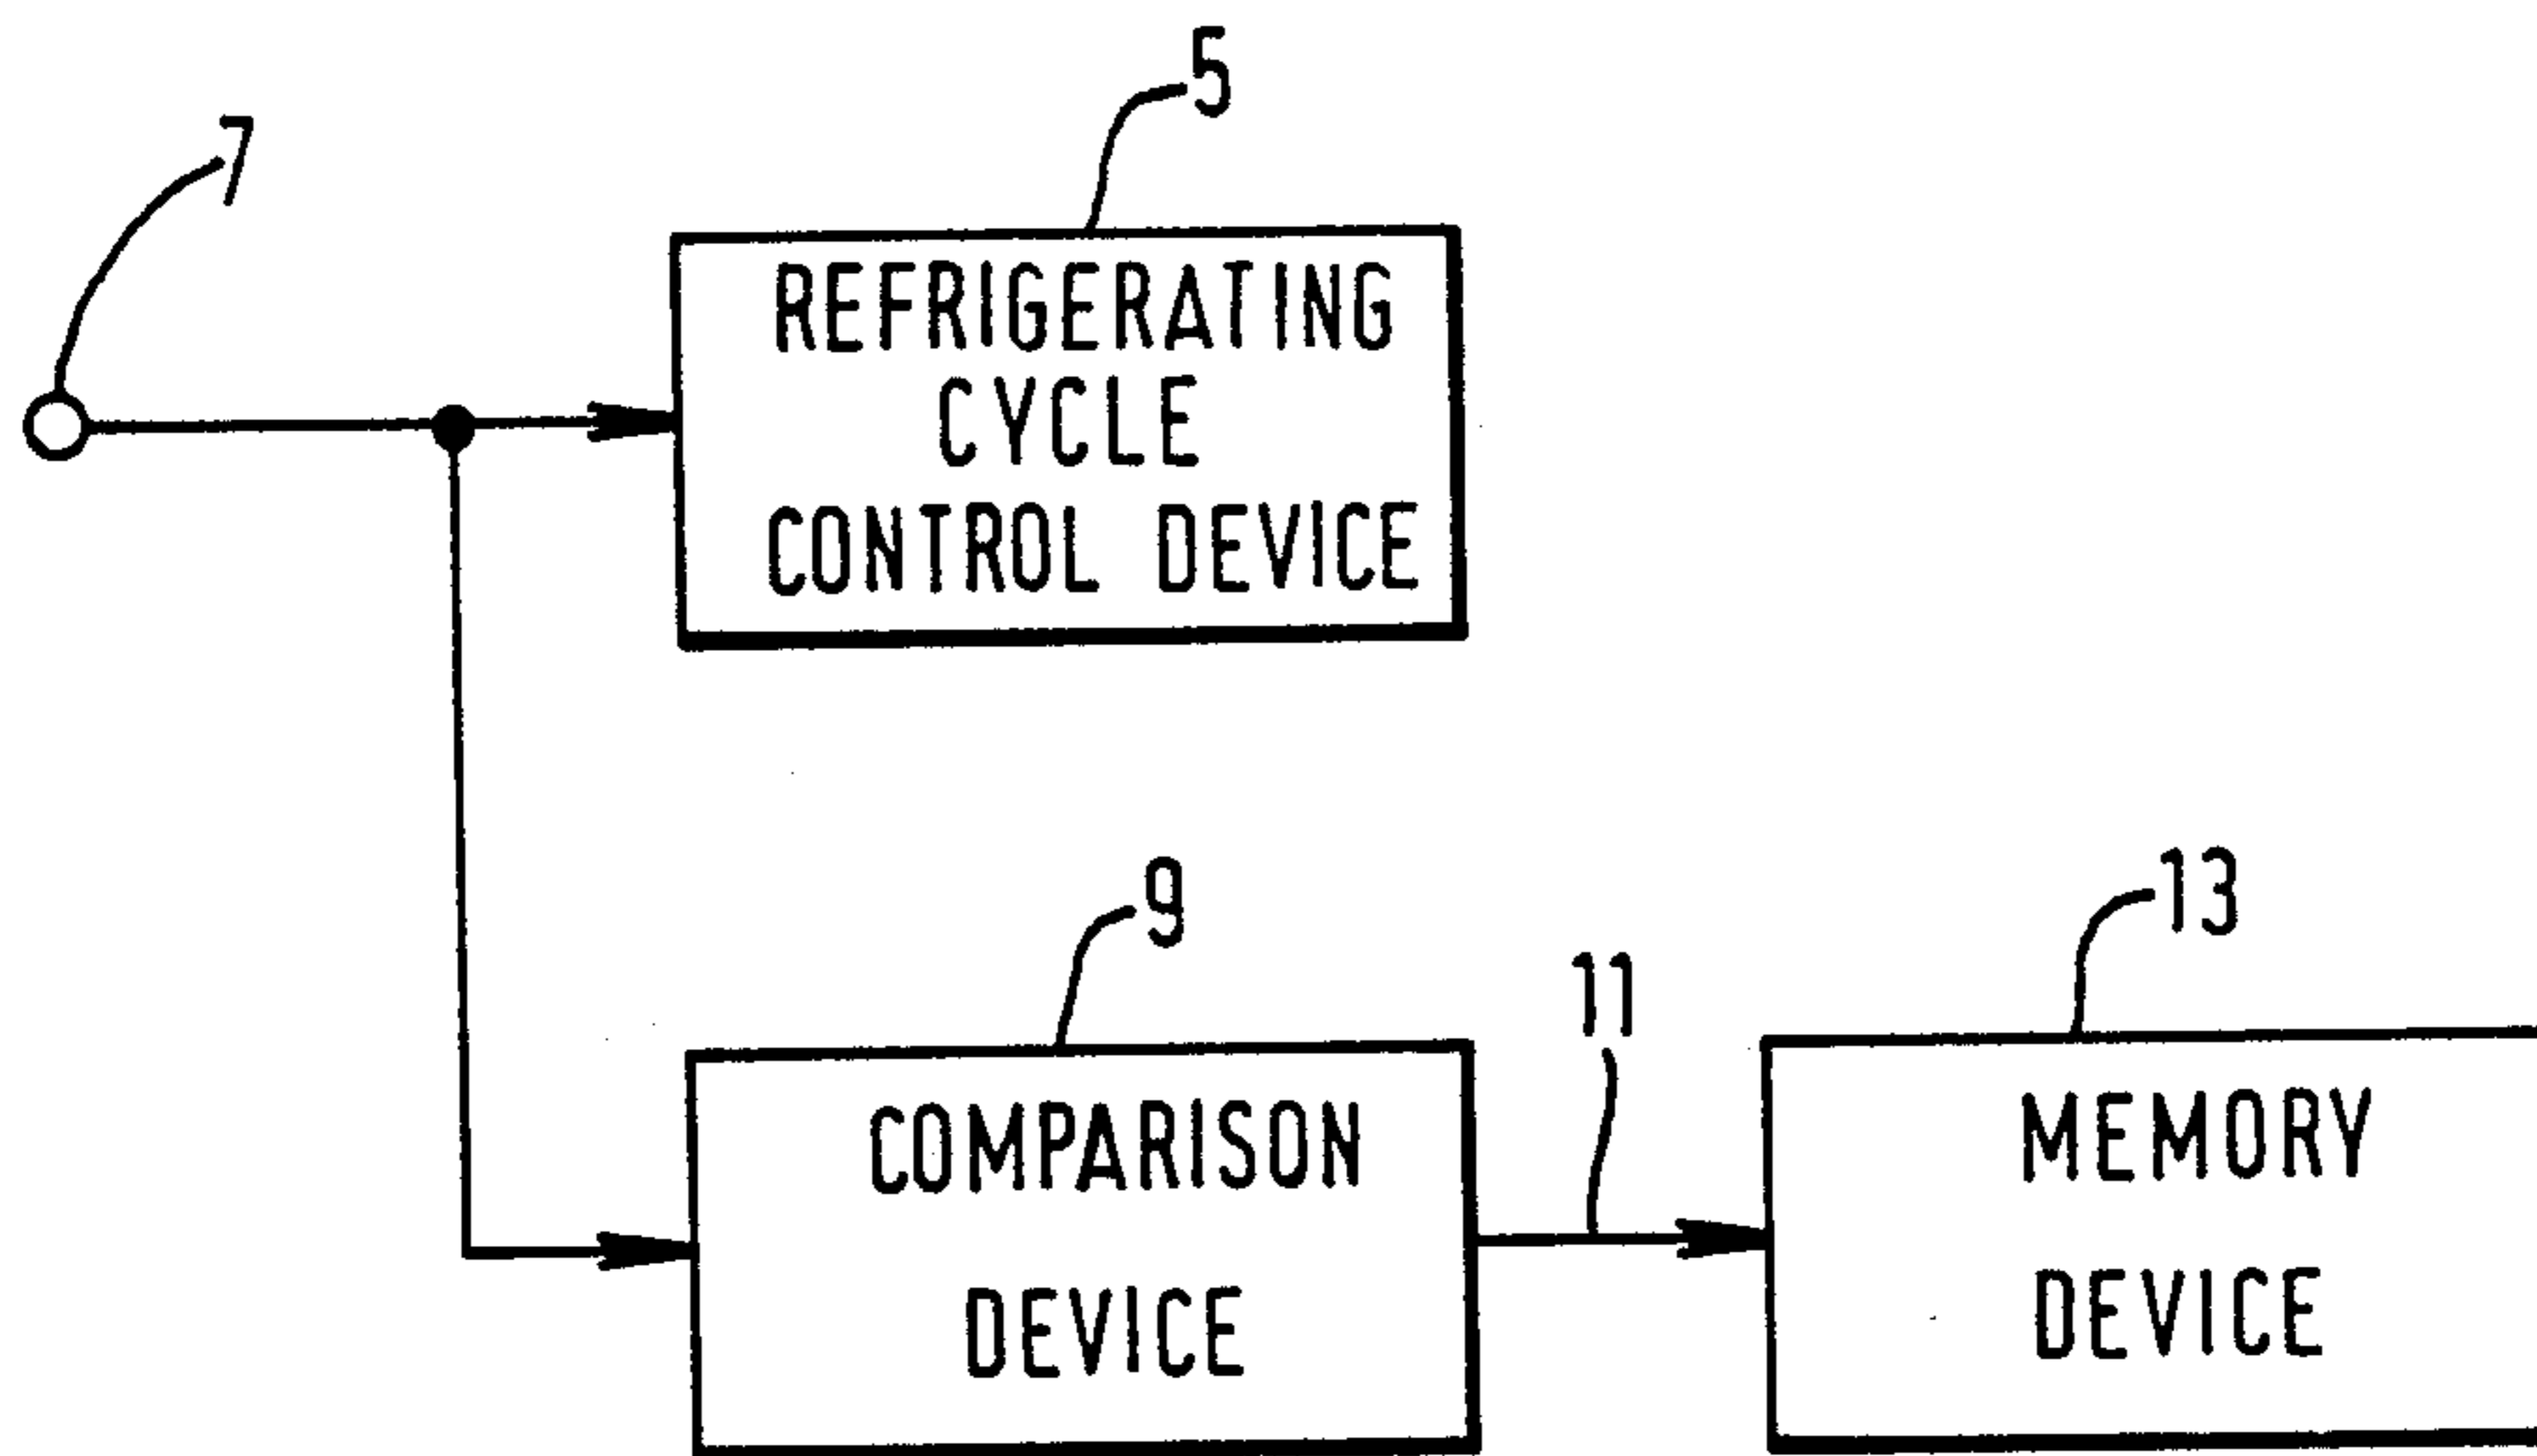 5
7
REFRIGERATING
CYCLE
CONTROL DEVICE
9
13
11
COMPARISON
DEVICE
MEMORY
DEVICE